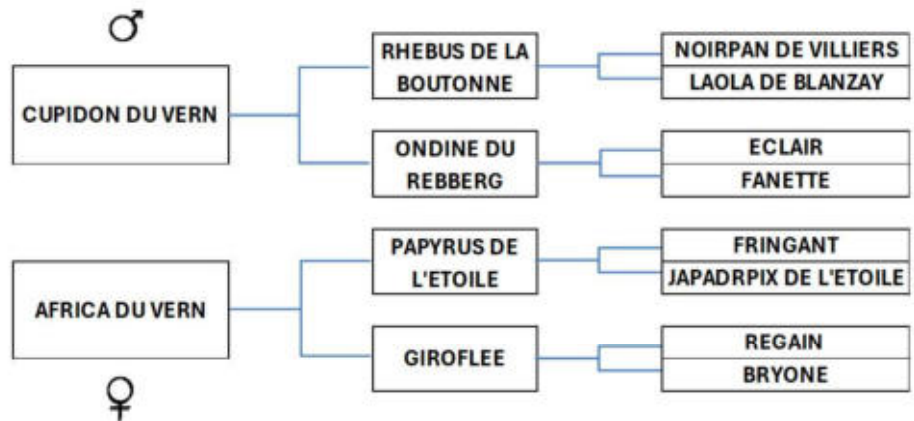 ♂
CUPIDON DU VERN
RHEBUS DE LA
BOUTONNE
NOIRPAN DE VILLIERS
LAOLA DE BLANZAY
ONDINE DU
REBBERG
ECLAIR
FANETTE
AFRICA DU VERN
♀
PAPYRUS DE
L'ETOILE
FRINGANT
JAPADRPIX DE L'ETOILE
GIROFLEE
REGAIN
BRYONE